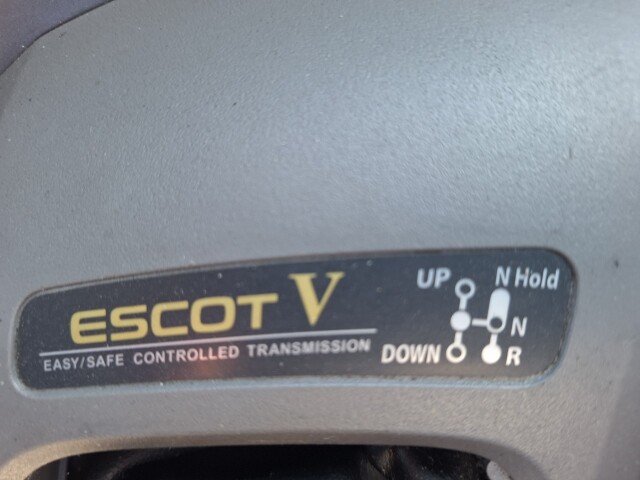 ESCOT V
EASY/SAFE CONTROLLED TRANSMISSION
UP N Hold
N
DOWN R